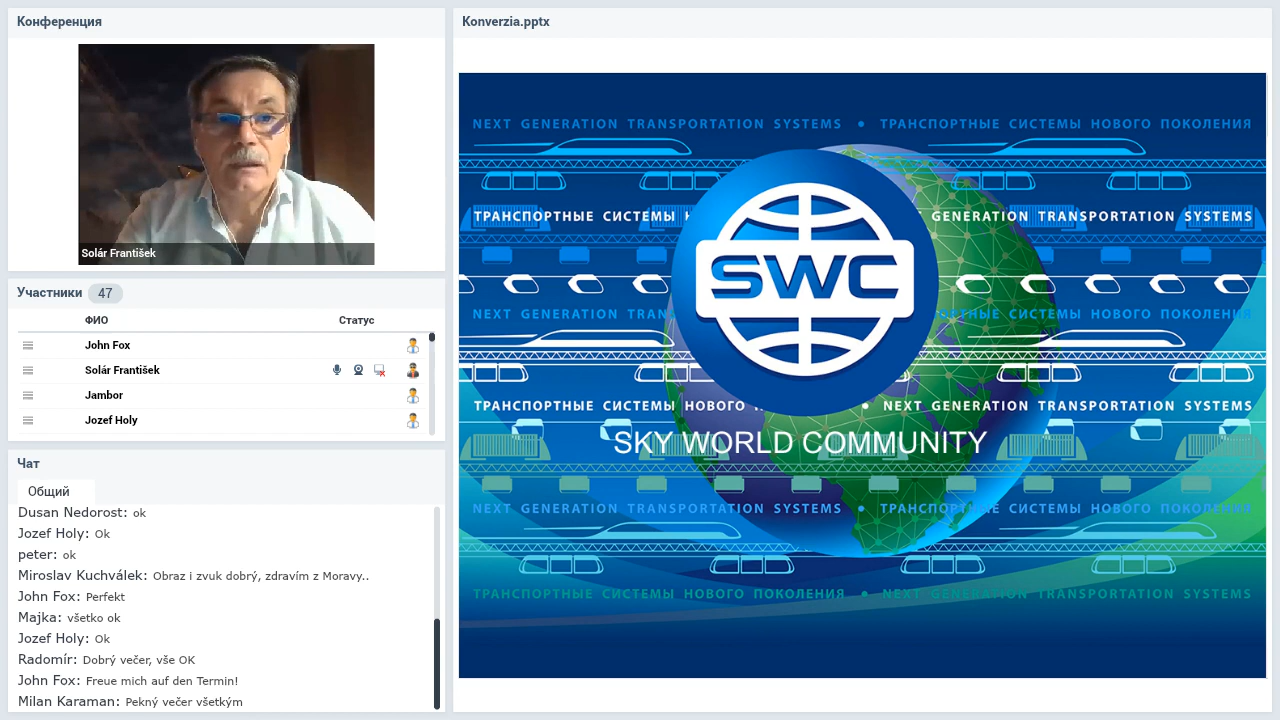 Конференция
Solár František
Участники 47
ФИО Статус
John Fox
Solár František
Jambor
Jozef Holy
Чат
Общий
Dusan Nedorost: ok
Jozef Holy: Ok
peter: ok
Miroslav Kuchválek: Obraz i zvuk dobrý, zdravím z Moravy..
John Fox: Perfekt
Majka: všetko ok
Jozef Holy: Ok
Radomír: Dobrý večer, vše OK
John Fox: Freue mich auf den Termin!
Milan Karaman: Pekný večer všetkým
Konverzia.pptx
NEXT GENERATION TRANSPORTATION SYSTEMS • ТРАНСПОРТНЫЕ СИСТЕМЫ НОВОГО ПОКОЛЕНИЯ
ТРАНСПОРТНЫЕ СИСТЕМЫ GENERATION TRANSPORTATION SYSTEMS
SWC
NEXT GENERATION СИСТЕМЫ НОВОГО ПОКОЛЕНИЯ
ТРАНСПОРТНЫЕ СИСТЕМЫ НОВОГО • NEXT GENERATION TRANSPORTATION SYSTEMS
SKY WORLD COMMUNITY
NEXT GENERATION TRANSPORTATION SYSTEMS • ТРАНСПОРТНЫЕ СИСТЕМЫ НОВОГО ПОКОЛЕНИЯ
ТРАНСПОРТНЫЕ СИСТЕМЫ НОВОГО ПОКОЛЕНИЯ • NEXT GENERATION TRANSPORTATION SYSTEMS